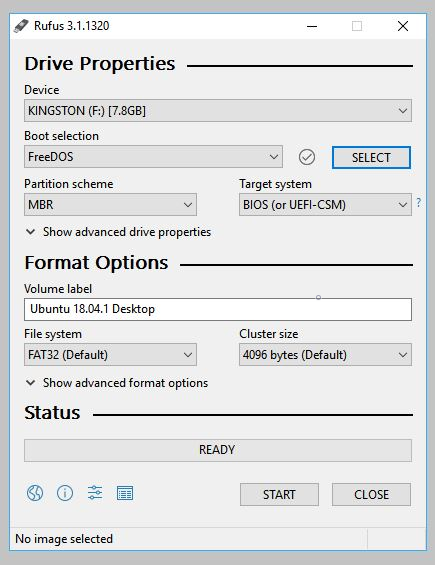 Rufus 3.1.1320
Drive Properties
Device
KINGSTON (F:) [7.8GB]
Boot selection
FreeDOS
SELECT
Partition scheme
Target system
MBR
BIOS (or UEFI-CSM)
?
Show advanced drive properties
Format Options
Volume label
Ubuntu 18.04.1 Desktop
File system
Cluster size
FAT32 (Default)
4096 bytes (Default)
Show advanced format options
Status
READY
START
CLOSE
No image selected